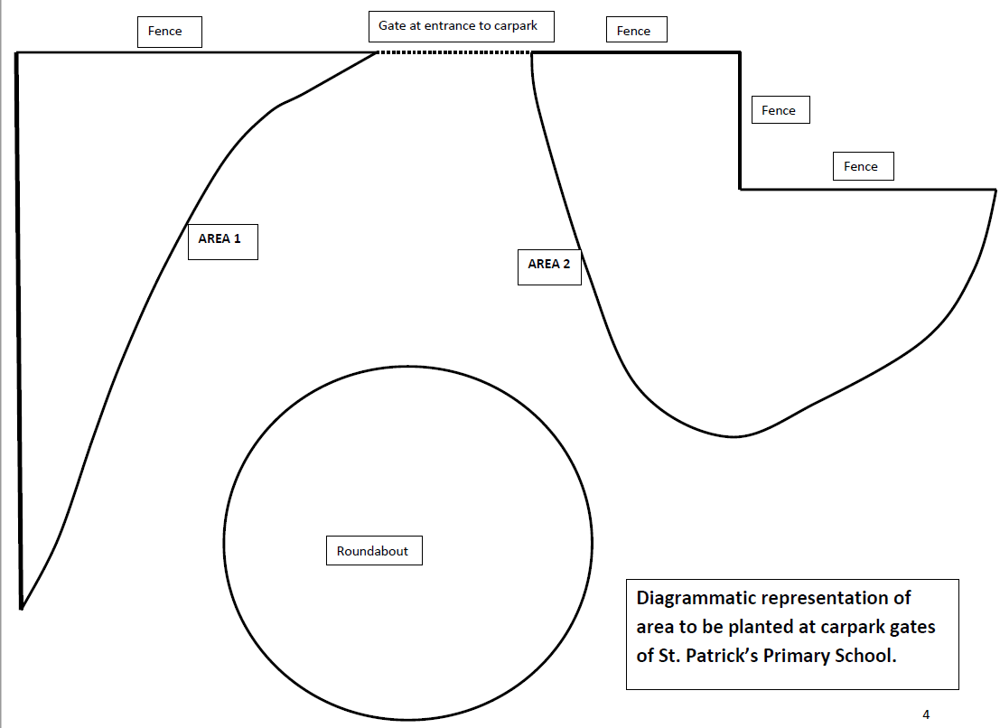 Gate at entrance to carpark
Fence
Fence
Fence
Fence
AREA 1
AREA 2
Roundabout
Diagrammatic representation of
area to be planted at carpark gates
of St. Patrick’s Primary School.
4